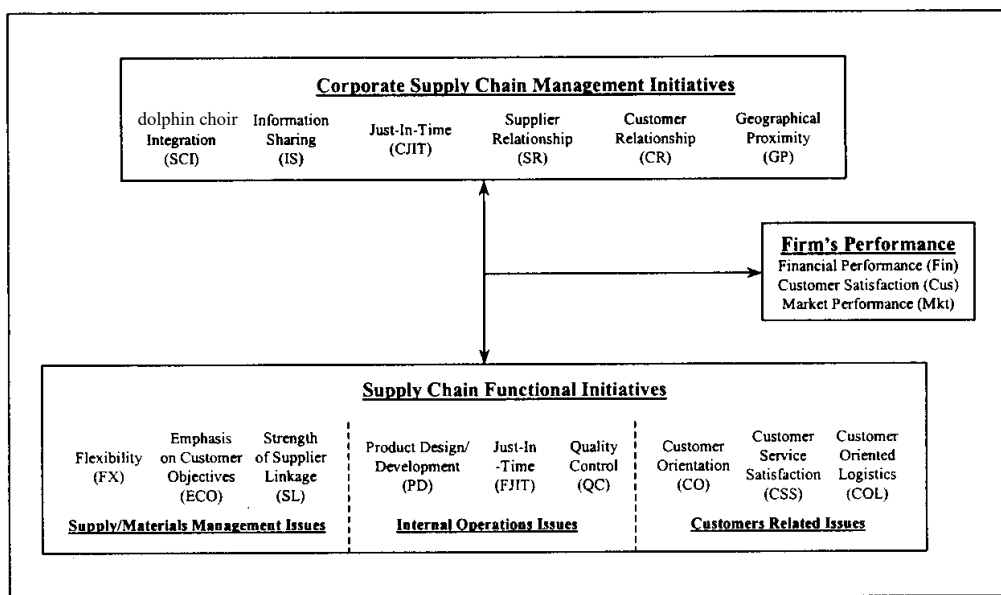 Corporate Supply Chain Management Initiatives
dolphin choir
Integration
(SCI)
Information
Sharing
(IS)
Just-In-Time
(CJIT)
Supplier
Relationship
(SR)
Customer
Relationship
(CR)
Geographical
Proximity
(GP)
Firm's Performance
Financial Performance (Fin)
Customer Satisfaction (Cus)
Market Performance (Mkt)
Supply Chain Functional Initiatives
Flexibility
(FX)
Emphasis
on Customer
Objectives
(ECO)
Strength
of Supplier
Linkage
(SL)
Supply/Materials Management Issues
Product Design/
Development
(PD)
Just-In
-Time
(FJIT)
Quality
Control
(QC)
Internal Operations Issues
Customer
Orientation
(CO)
Customer
Service
Satisfaction
(CSS)
Customer
Oriented
Logistics
(COL)
Customers Related Issues